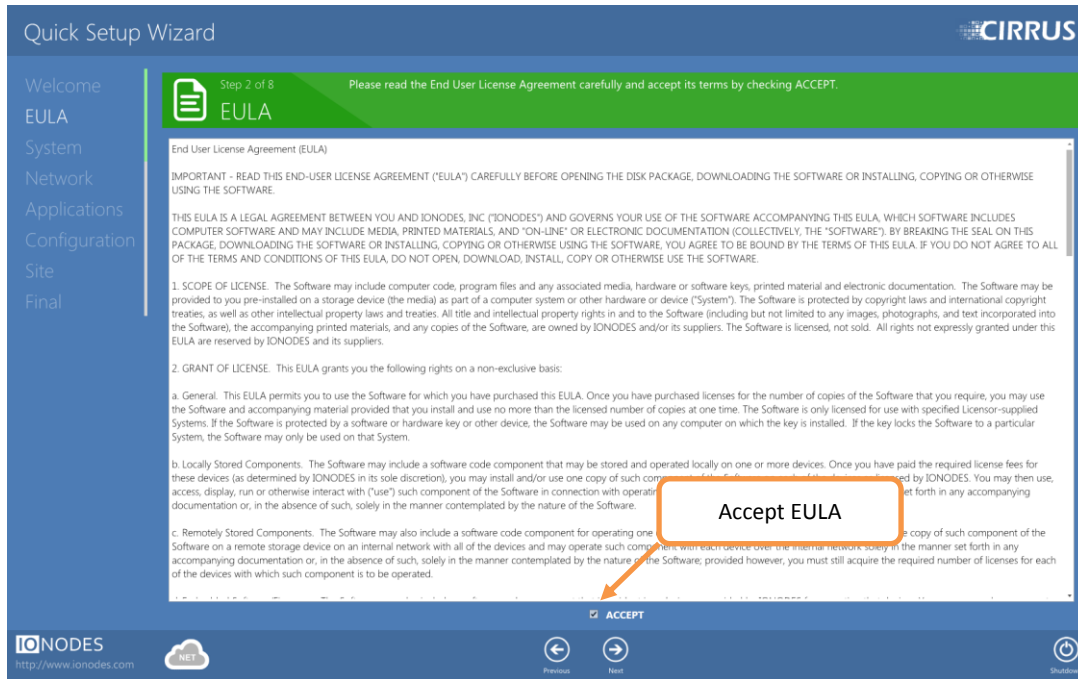 Quick Setup Wizard
CIRRUS
Welcome
EULA
System
Network
Applications
Configuration
Site
Final
Step 2 of 8
EULA
Please read the End User License Agreement carefully and accept its terms by checking ACCEPT.
End User License Agreement (EULA)
IMPORTANT - READ THIS END-USER LICENSE AGREEMENT ("EULA") CAREFULLY BEFORE OPENING THE DISK PACKAGE, DOWNLOADING THE SOFTWARE OR INSTALLING, COPYING OR OTHERWISE
USING THE SOFTWARE.
THIS EULA IS A LEGAL AGREEMENT BETWEEN YOU AND IONODES, INC ("IONODES") AND GOVERNS YOUR USE OF THE SOFTWARE ACCOMPANYING THIS EULA, WHICH SOFTWARE INCLUDES
COMPUTER SOFTWARE AND MAY INCLUDE MEDIA, PRINTED MATERIALS, AND "ON-LINE" OR ELECTRONIC DOCUMENTATION (COLLECTIVELY, THE "SOFTWARE"). BY BREAKING THE SEAL ON THIS
PACKAGE, DOWNLOADING THE SOFTWARE OR INSTALLING, COPYING OR OTHERWISE USING THE SOFTWARE, YOU AGREE TO BE BOUND BY THE TERMS OF THIS EULA. IF YOU DO NOT AGREE TO ALL
OF THE TERMS AND CONDITIONS OF THIS EULA, DO NOT OPEN, DOWNLOAD, INSTALL, COPY OR OTHERWISE USE THE SOFTWARE.
1. SCOPE OF LICENSE. The Software may include computer code, program files and any associated media, hardware or software keys, printed material and electronic documentation. The Software may be
provided to you pre-installed on a storage device (the media) as part of a computer system or other hardware or device ("System"). The Software is protected by copyright laws and international copyright
treaties, as well as other intellectual property laws and treaties. All title and intellectual property rights in and to the Software (including but not limited to any images, photographs, and text incorporated into
the Software), the accompanying printed materials, and any copies of the Software, are owned by IONODES and/or its suppliers. The Software is licensed, not sold. All rights not expressly granted under this
EULA are reserved by IONODES and its suppliers.
2. GRANT OF LICENSE. This EULA grants you the following rights on a non-exclusive basis:
a. General. This EULA permits you to use the Software for which you have purchased this EULA. Once you have purchased licenses for the number of copies of the Software that you require, you may use
the Software and accompanying material provided that you install and use no more than the licensed number of copies at one time. The Software is only licensed for use with specified Licensor-supplied
Systems. If the Software is protected by a software or hardware key or other device, the Software may be used on any computer on which the key is installed. If the key locks the Software to a particular
System, the Software may only be used on that System.
b. Locally Stored Components. The Software may include a software code component that may be stored and operated locally on one or more devices. Once you have paid the required license fees for
these devices (as determined by IONODES in its sole discretion), you may install and/or use one copy of such component of the Software on each of the devices as licensed by IONODES. You may then use,
access, display, run or otherwise interact with ("use") such component of the Software in connection with operatin set forth in any accompanying
documentation or, in the absence of such, solely in the manner contemplated by the nature of the Software.
c. Remotely Stored Components. The Software may also include a software code component for operating one e copy of such component of the
Software on a remote storage device on an internal network with all of the devices and may operate such component with each device over the internal network solely in the manner set forth in any
accompanying documentation or, in the absence of such, solely in the manner contemplated by the nature of the Software; provided however, you must still acquire the required number of licenses for each
of the devices with which such component is to be operated.
Accept EULA
ACCEPT
IONODES
http://www.ionodes.com
NET
Previous
Next
Shutdow